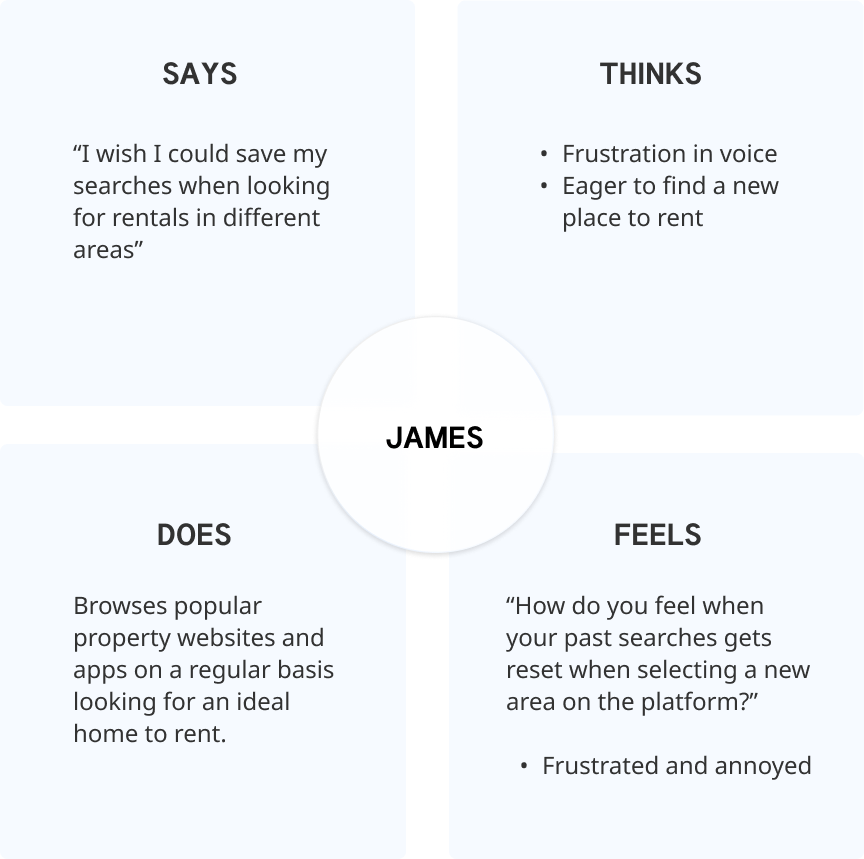 SAYS
“I wish I could save my
searches when looking
for rentals in different
areas”
THINKS
• Frustration in voice
• Eager to find a new
place to rent
JAMES
DOES
Browses popular
property websites and
apps on a regular basis
looking for an ideal
home to rent.
FEELS
“How do you feel when
your past searches gets
reset when selecting a new
area on the platform?”
• Frustrated and annoyed